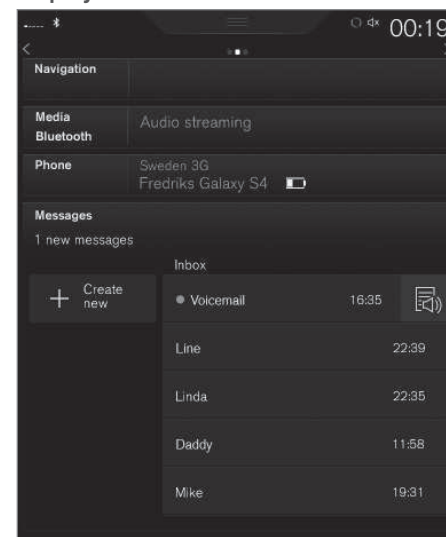 00:19
Navigation
Media
Bluetooth
Audio streaming
Phone
Sweden 3G
Fredriks Galaxy S4
Messages
1 new messages
Inbox
Create
new
Voicemail 16:35
Line 22:39
Linda 22:35
Daddy 11:58
Mike 19:31